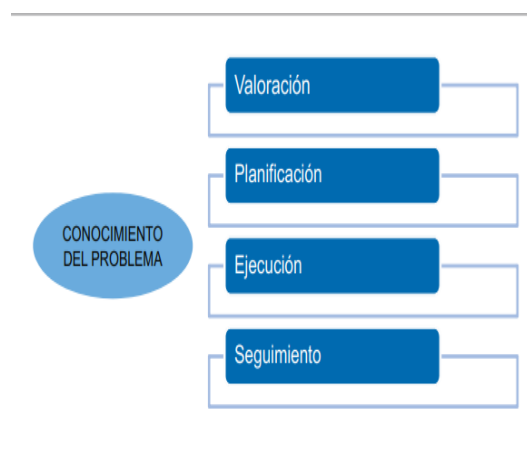 Valoración
Planificación
CONOCIMIENTO
DEL PROBLEMA
Ejecución
Seguimiento